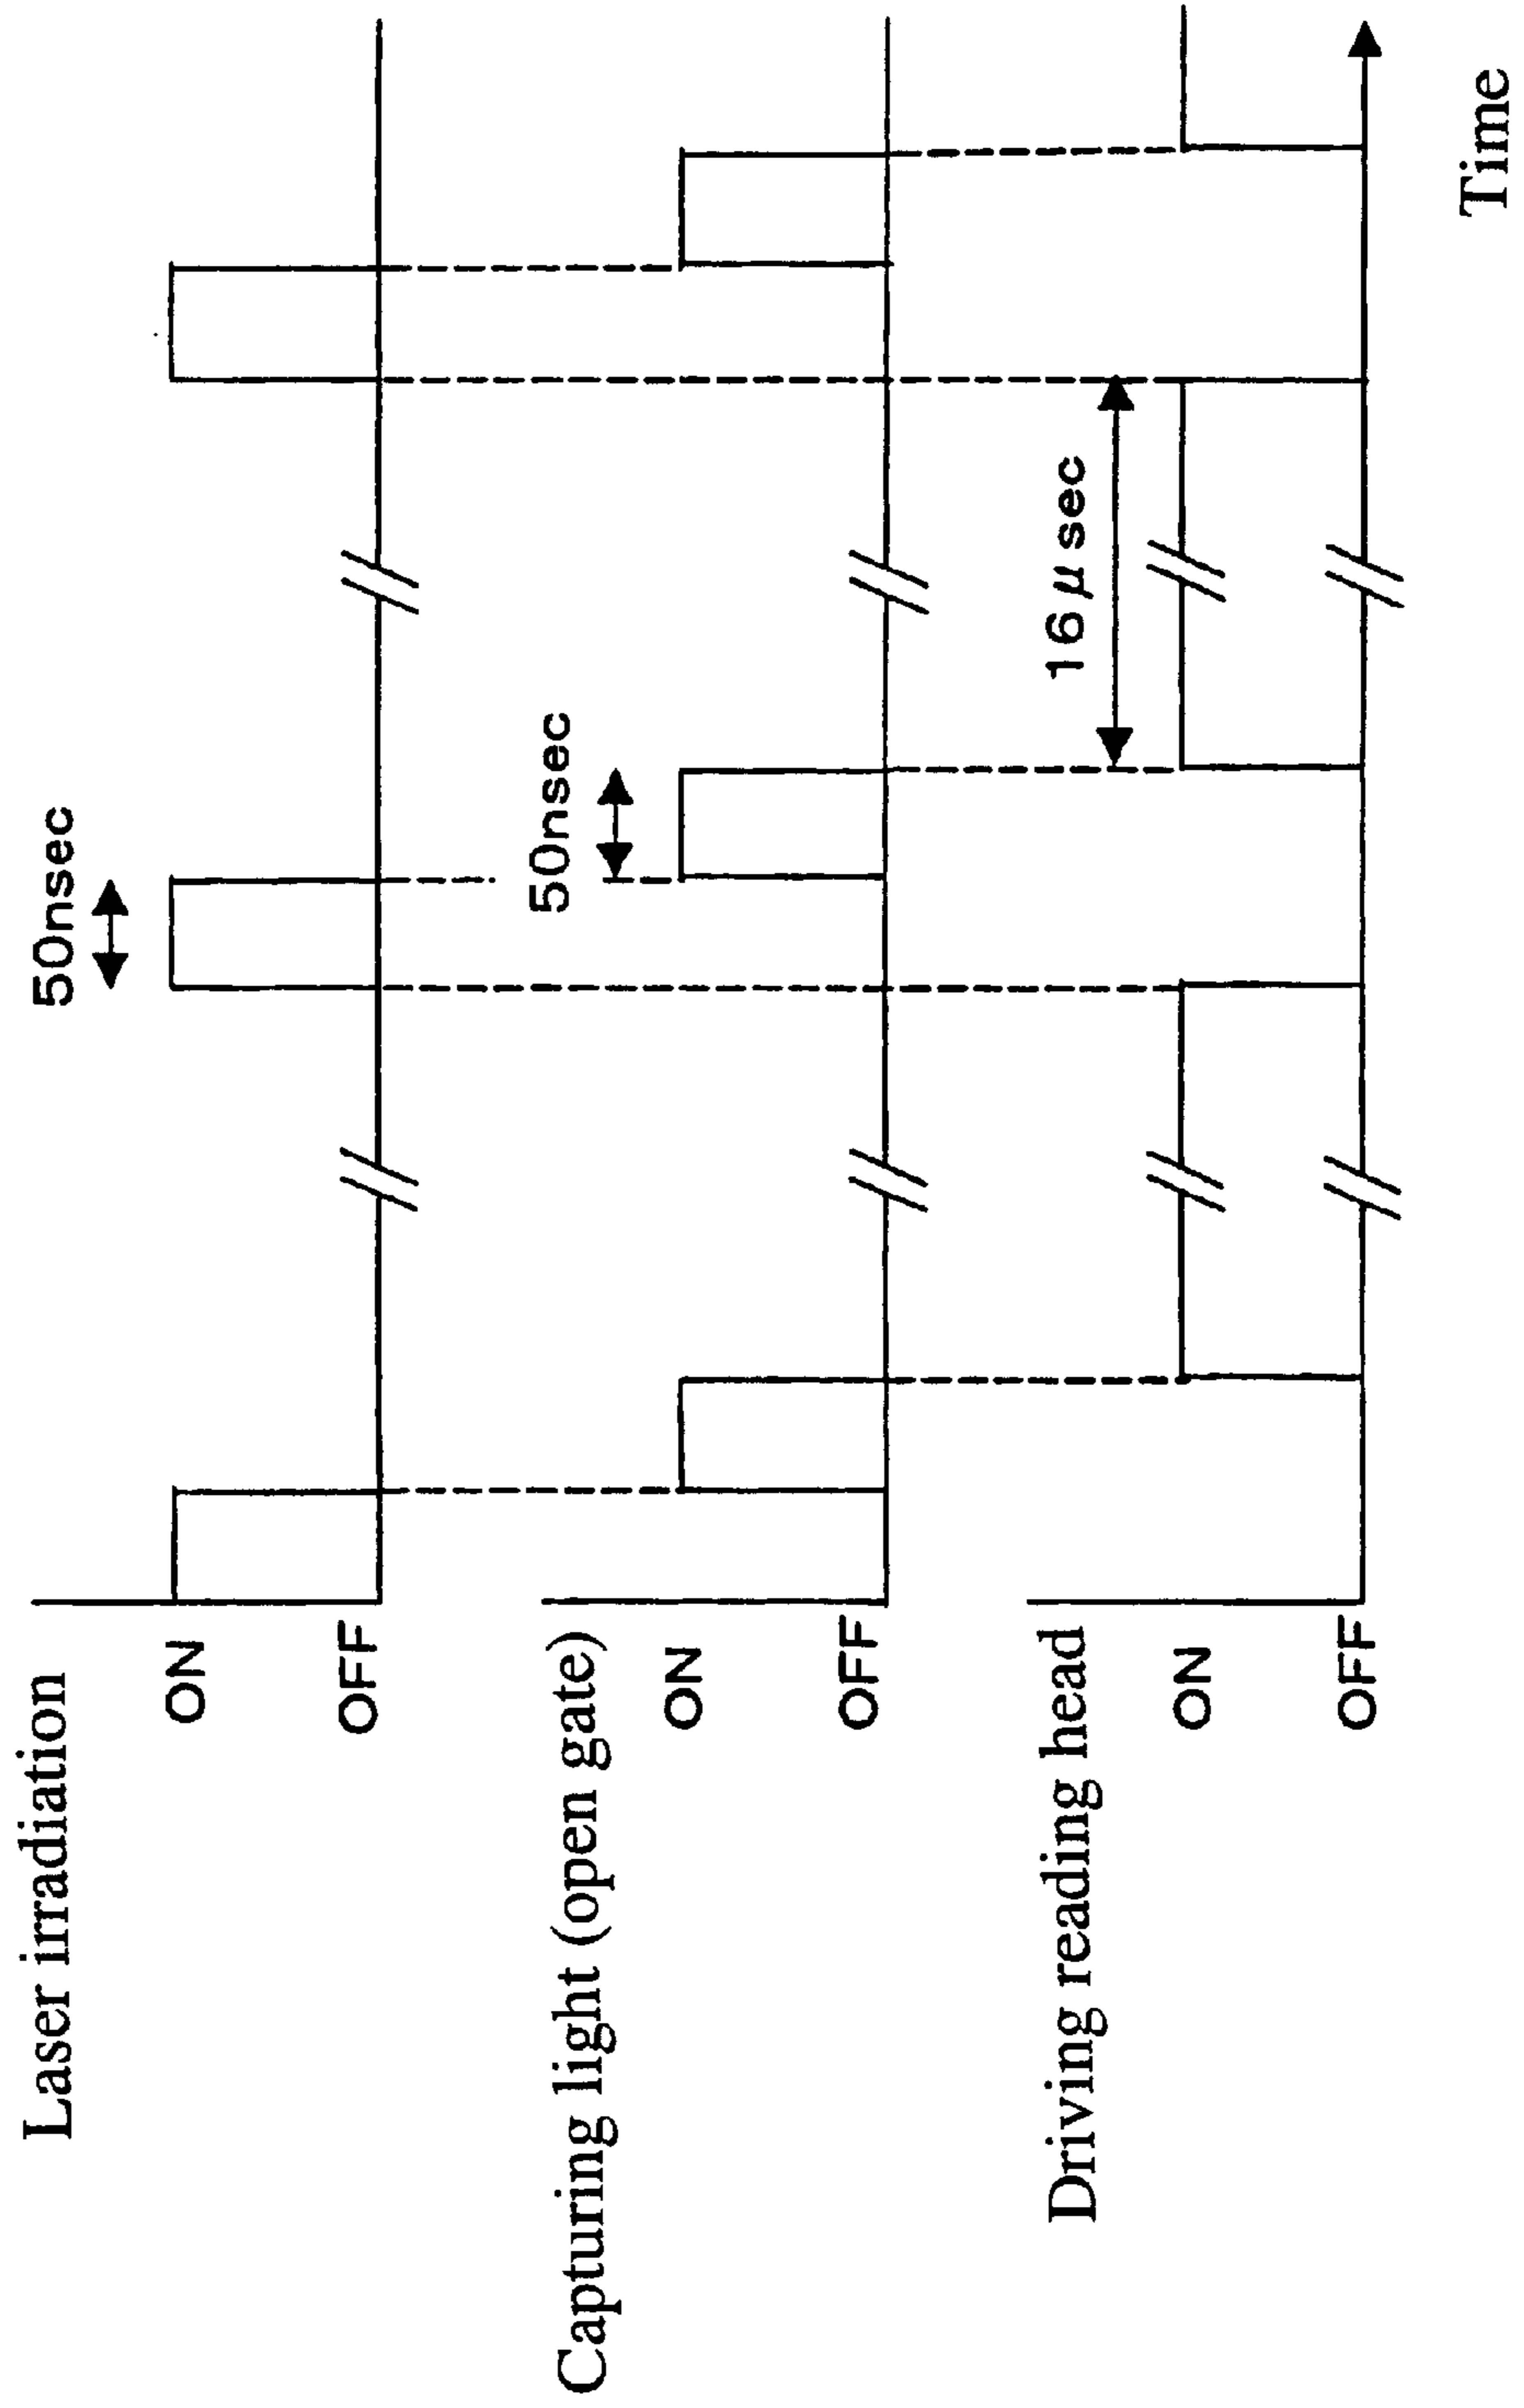 Laser irradiation
50nsec
ON
OFF
Capturing light (open gate)
50nsec
ON
OFF
Driving reading head
16μsec
ON
OFF
Time